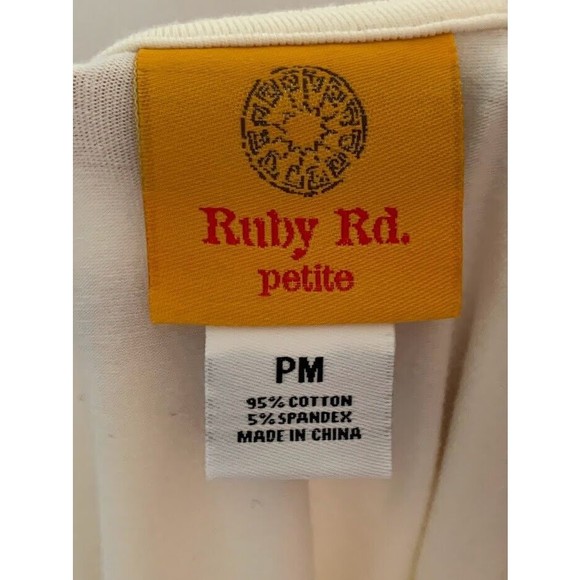 Ruby Rd.
petite
PM
95% COTTON
5% SPANDEX
MADE IN CHINA